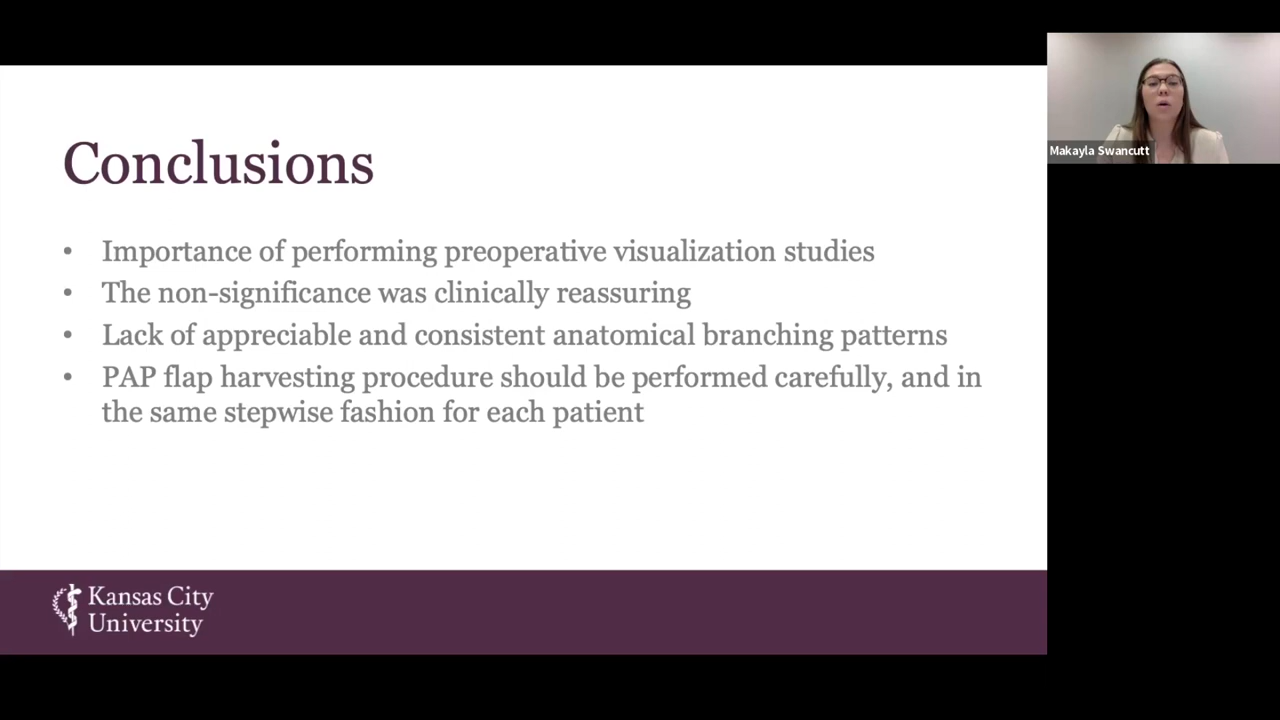 Conclusions
• Importance of performing preoperative visualization studies
• The non-significance was clinically reassuring
• Lack of appreciable and consistent anatomical branching patterns
• PAP flap harvesting procedure should be performed carefully, and in
the same stepwise fashion for each patient
Kansas City
University
Makayla Swancutt